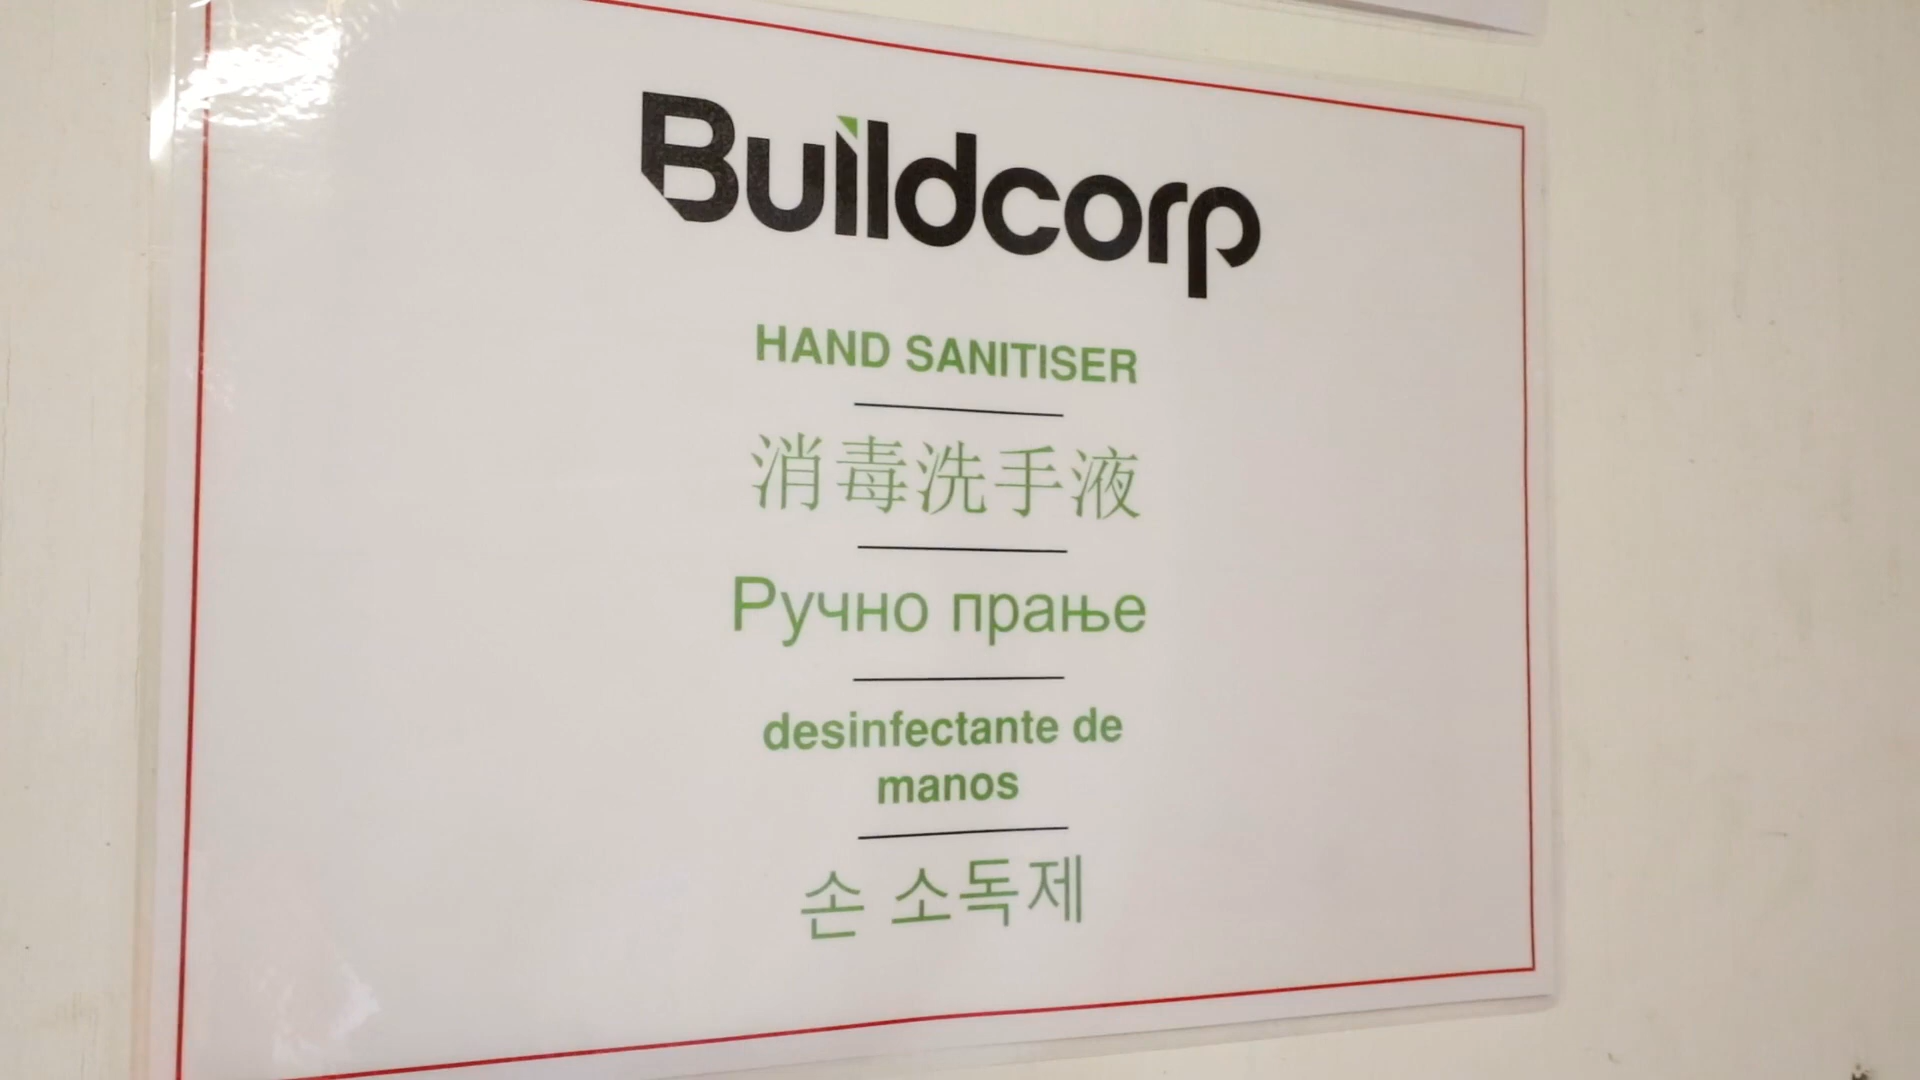 Buildcorp
HAND SANITISER
消毒洗手液
Ручно прање
desinfectante de
manos
손 소독제